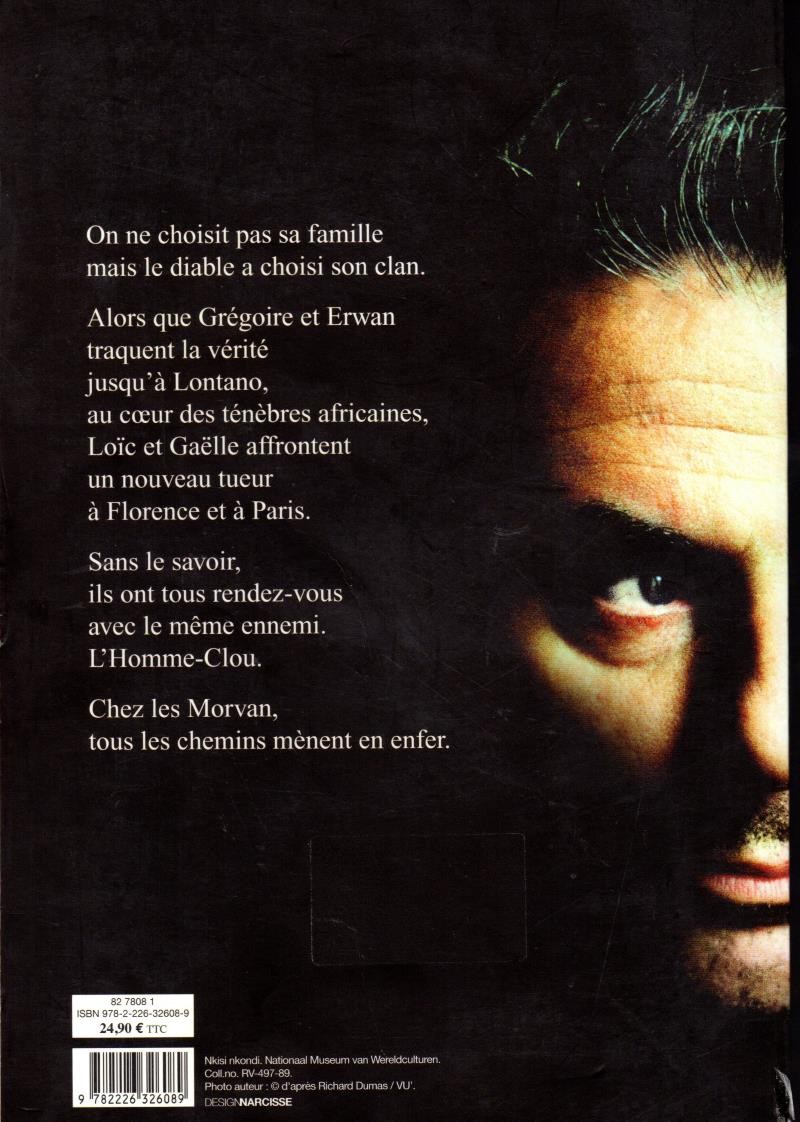 On ne choisit pas sa famille
mais le diable a choisi son clan.
Alors que Grégoire et Erwan
traquent la vérité
jusqu'à Lontano,
au cœur des ténèbres africaines,
Loïc et Gaëlle affrontent
un nouveau tueur
à Florence et à Paris.
Sans le savoir,
ils ont tous rendez-vous
avec le même ennemi.
L'Homme-Clou.
Chez les Morvan,
tous les chemins mènent en enfer.
82 7808 1
ISBN 978-2-226-32608-9
24,90 € TTC
9 782226 326089
Nkisi nkondi. Nationaal Museum van Wereldculturen.
Coll.no. RV-497-89.
Photo auteur : © d'après Richard Dumas / VU'.
DESIGNNARCISSE